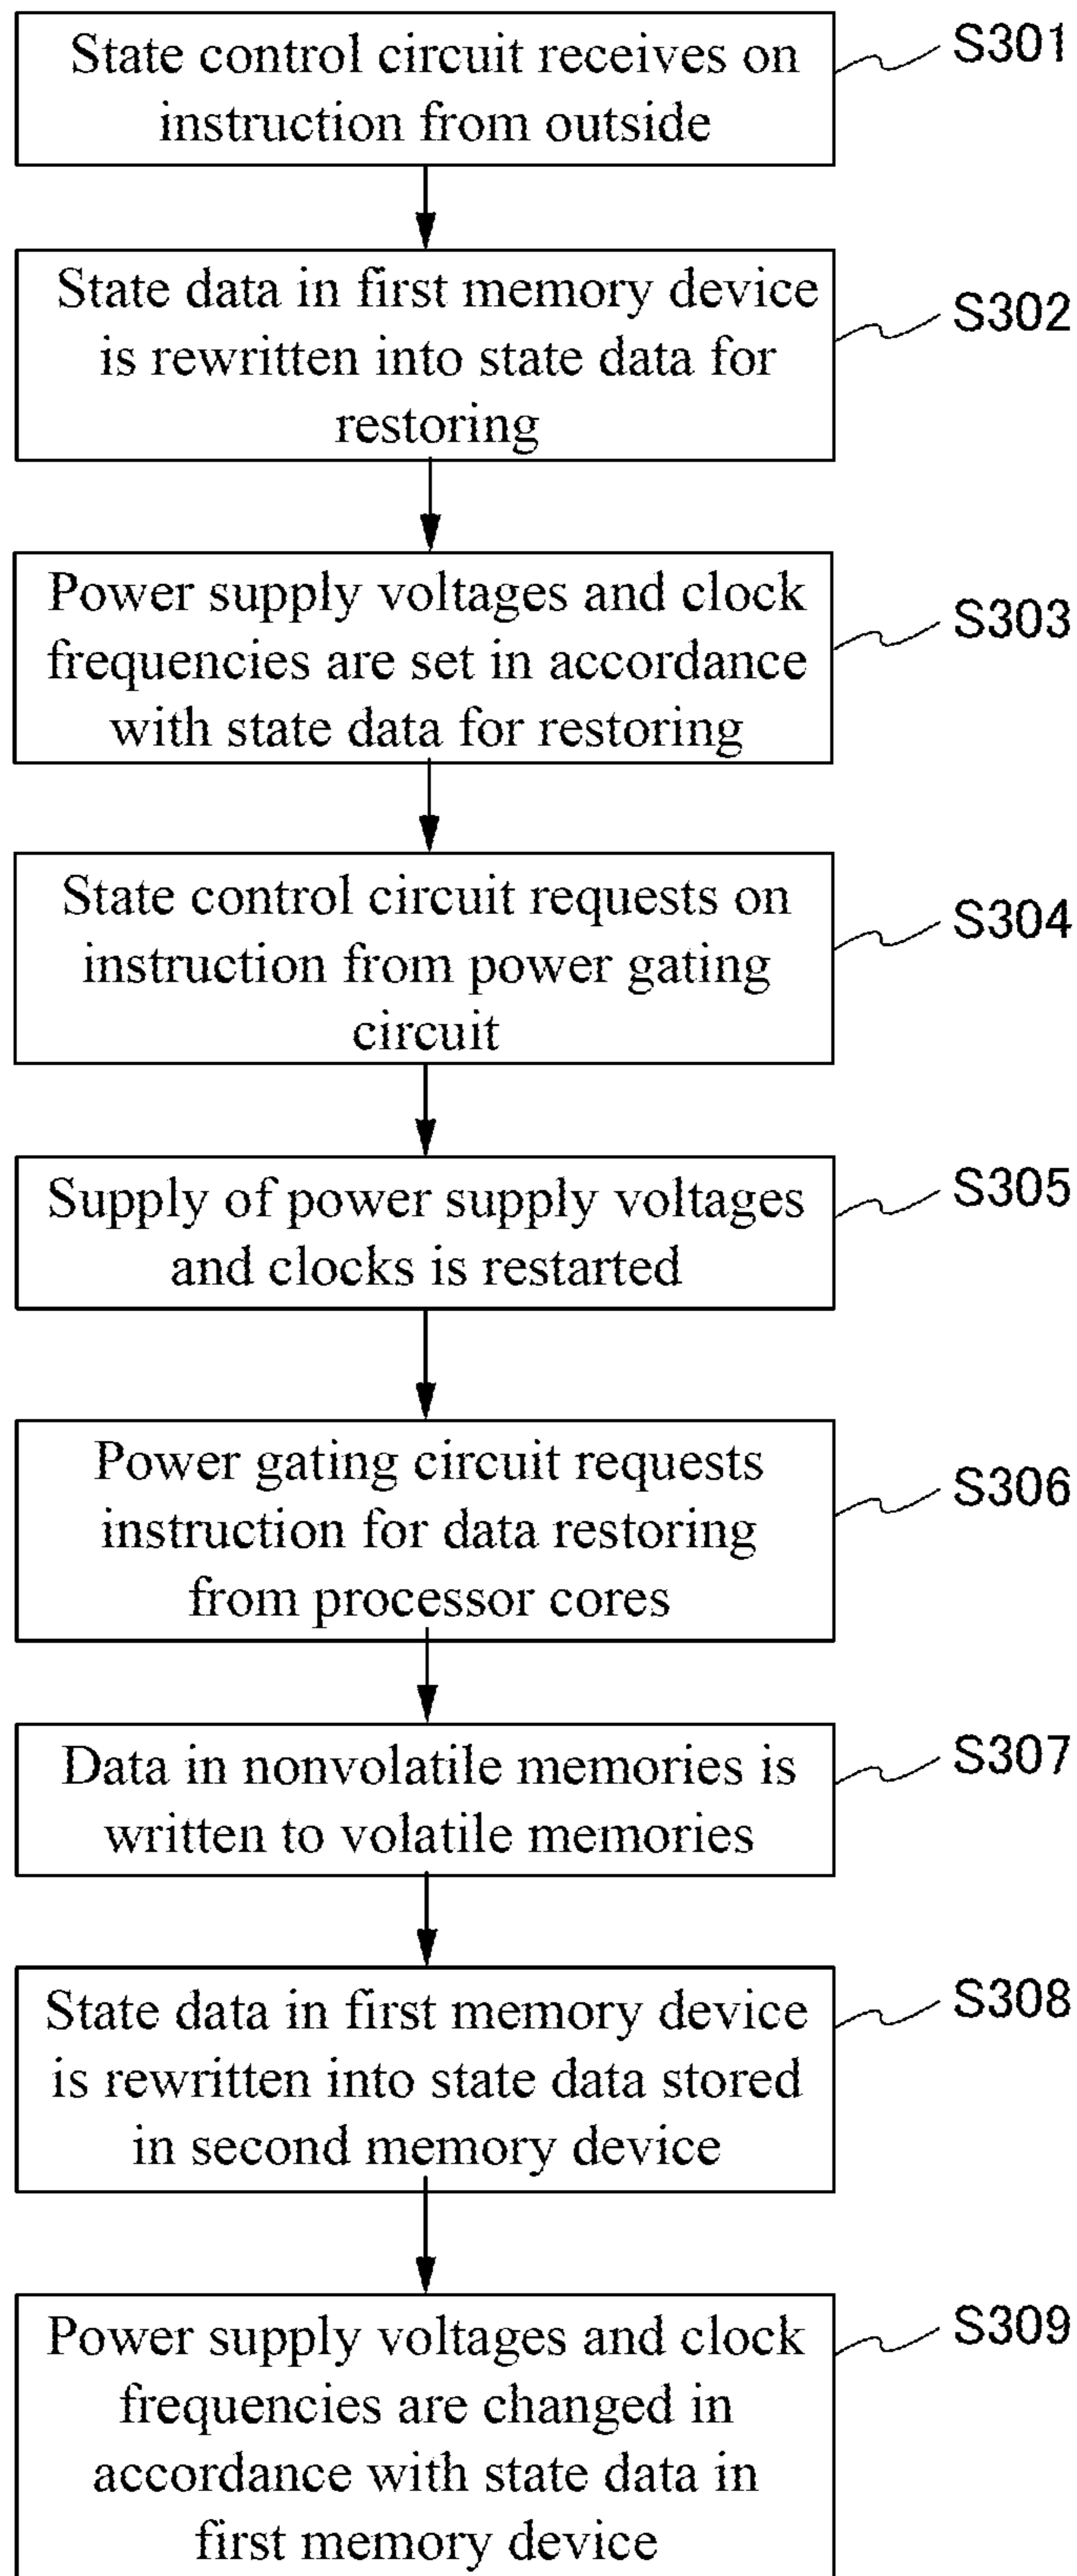 State control circuit receives on
instruction from outside
S301
State data in first memory device
is rewritten into state data for
restoring
S302
Power supply voltages and clock
frequencies are set in accordance
with state data for restoring
S303
State control circuit requests on
instruction from power gating
circuit
S304
Supply of power supply voltages
and clocks is restarted
S305
Power gating circuit requests
instruction for data restoring
from processor cores
S306
Data in nonvolatile memories is
written to volatile memories
S307
State data in first memory device
is rewritten into state data stored
in second memory device
S308
Power supply voltages and clock
frequencies are changed in
accordance with state data in
first memory device
S309